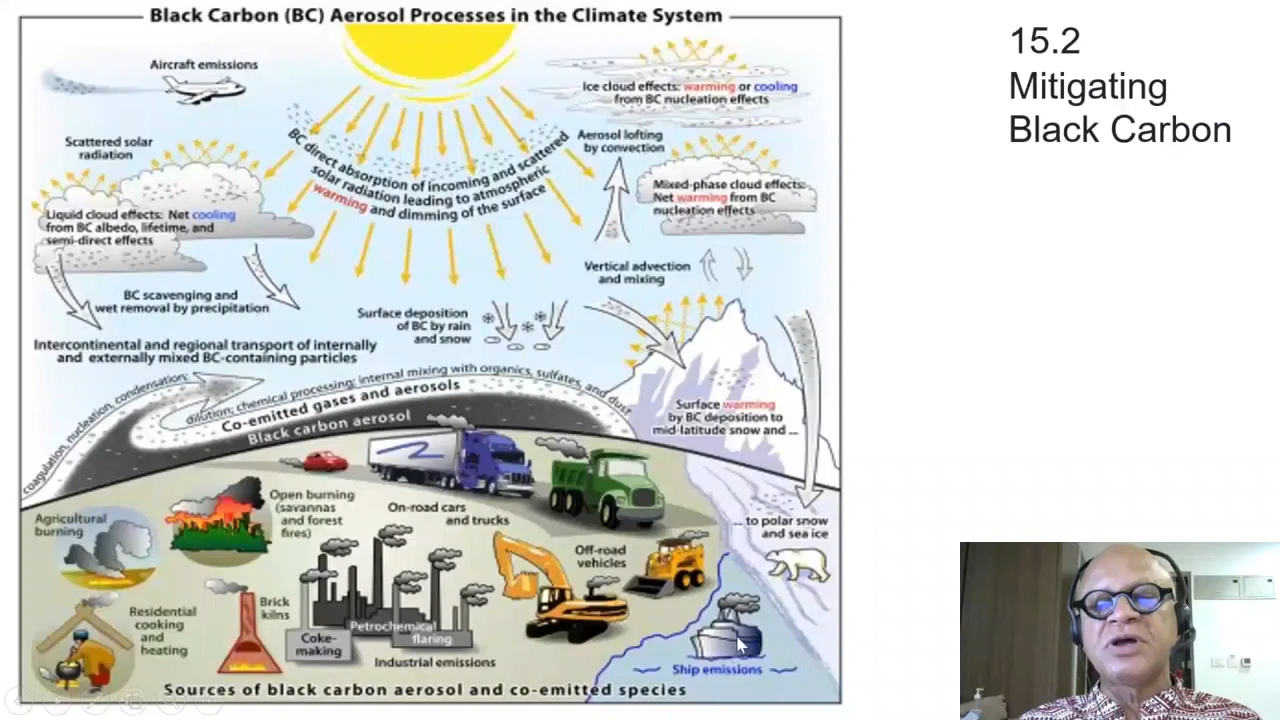 Black Carbon (BC) Aerosol Processes in the Climate System
15.2
Mitigating
Black Carbon
Aircraft emissions
Ice cloud effects: warming or cooling
from BC nucleation effects
Scattered solar
radiation
BC direct absorption of incoming and scattered
solar radiation leading to atmospheric
warming and dimming of the surface
Aerosol lofting
by convection
Liquid cloud effects: Net cooling
from BC albedo, lifetime, and
semi-direct effects
Mixed-phase cloud effects:
Net warming from BC
nucleation effects
Vertical advection
and mixing
BC scavenging and
wet removal by precipitation
Surface deposition
of BC by rain
and snow
Intercontinental and regional transport of internally
and externally mixed BC-containing particles
coagulation, nucleation, condensation;
dilution; chemical processing; internal mixing with organics, sulfates, and dust
Co-emitted gases and aerosols
Black carbon aerosol
Surface warming
by BC deposition to
mid-latitude snow and ...
... to polar snow
and sea ice
Agricultural
burning
Open burning
(savannas
and forest
fires)
On-road cars
and trucks
Off-road
vehicles
Residential
cooking
and
heating
Brick
kilns
Coke-
making
Petrochemical
flaring
Industrial emissions
Ship emissions
Sources of black carbon aerosol and co-emitted species